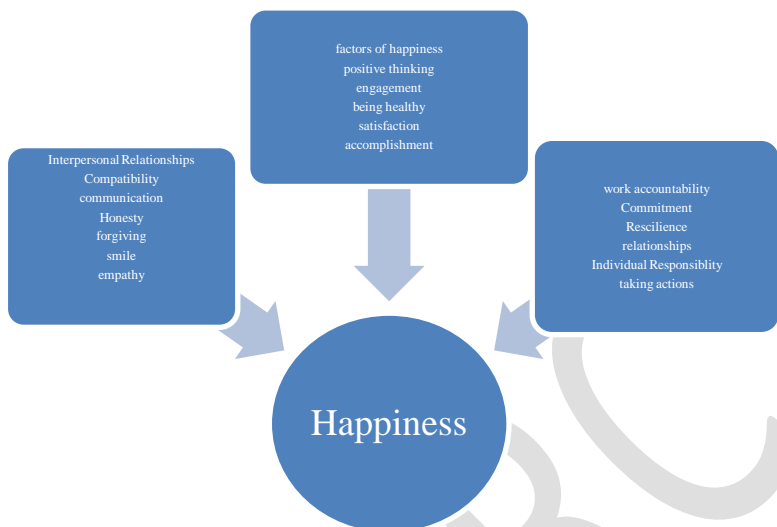 factors of happiness
positive thinking
engagement
being healthy
satisfaction
accomplishment
Interpersonal Relationships
Compatibility
communication
Honesty
forgiving
smile
empathy
work accountability
Commitment
Rescilience
relationships
Individual Responsiblity
taking actions
Happiness